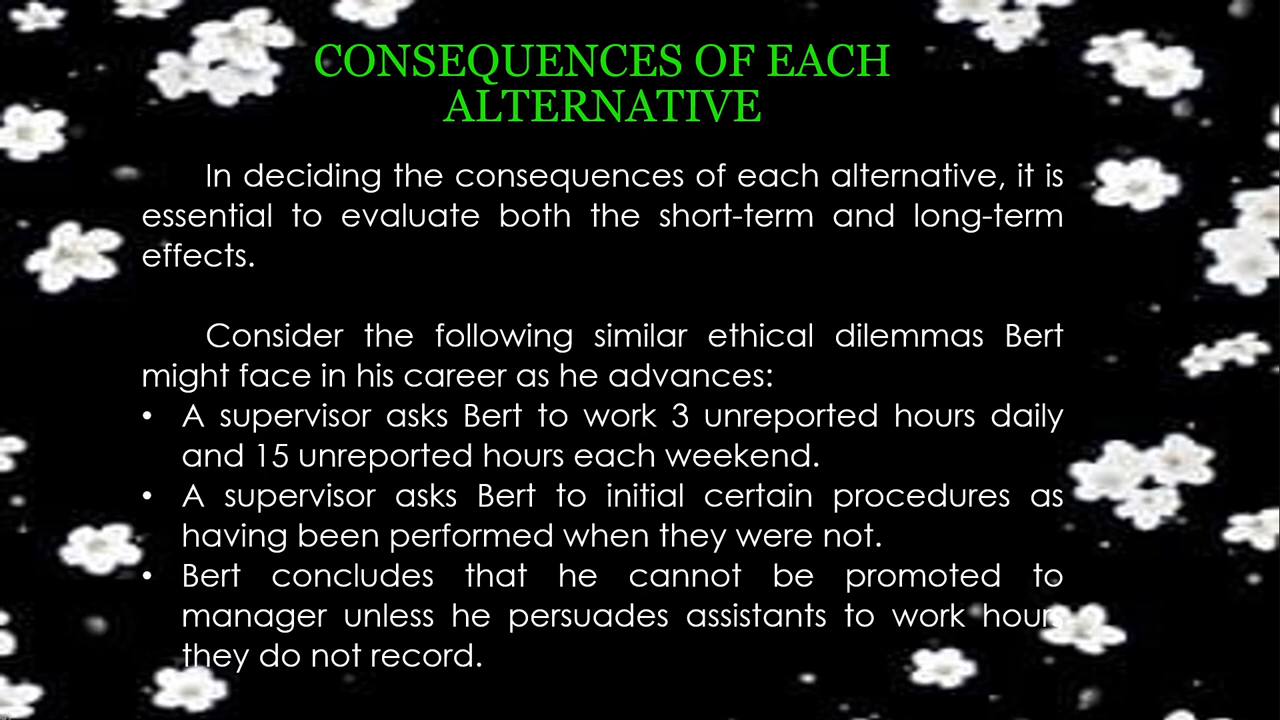 CONSEQUENCES OF EACH
ALTERNATIVE
In deciding the consequences of each alternative, it is
essential to evaluate both the short-term and long-term
effects.
Consider the following similar ethical dilemmas Bert
might face in his career as he advances:
• A supervisor asks Bert to work 3 unreported hours daily
and 15 unreported hours each weekend.
• A supervisor asks Bert to initial certain procedures as
having been performed when they were not.
• Bert concludes that he cannot be promoted to
manager unless he persuades assistants to work hours
they do not record.